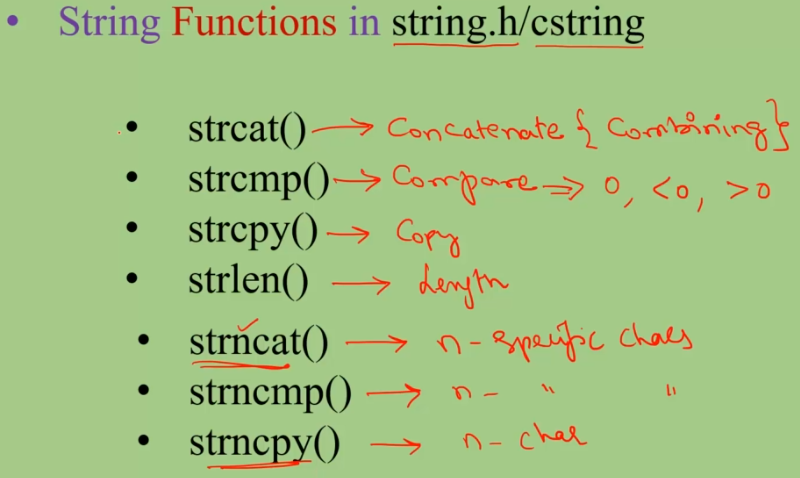 • String Functions in string.h/cstring
• strcat() → Concatenate { Combining }
• strcmp() → Compare ⇒ 0, <0, >0
• strcpy() → Copy
• strlen() → Length
• strncat() → n - specific chars
• strncmp() → n - " "
• strncpy() → n - char